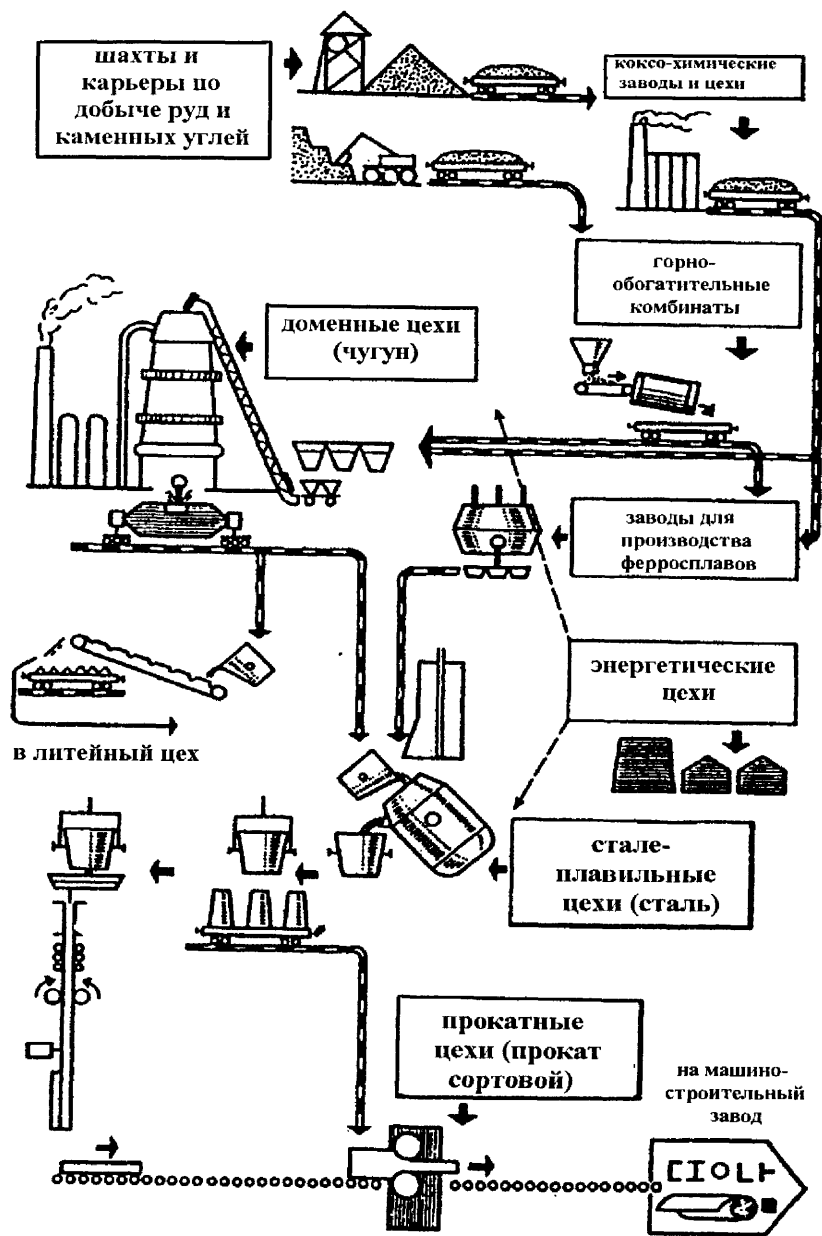 шахты и
карьеры по
добыче руд и
каменных углей
коксо-химические
заводы и цехи
горно-
обогатительные
комбинаты
доменные цехи
(чугун)
заводы для
производства
ферросплавов
энергетические
цехи
в литейный цех
стале-
плавильные
цехи (сталь)
прокатные
цехи (прокат
сортовой)
на машино-
строительный
завод